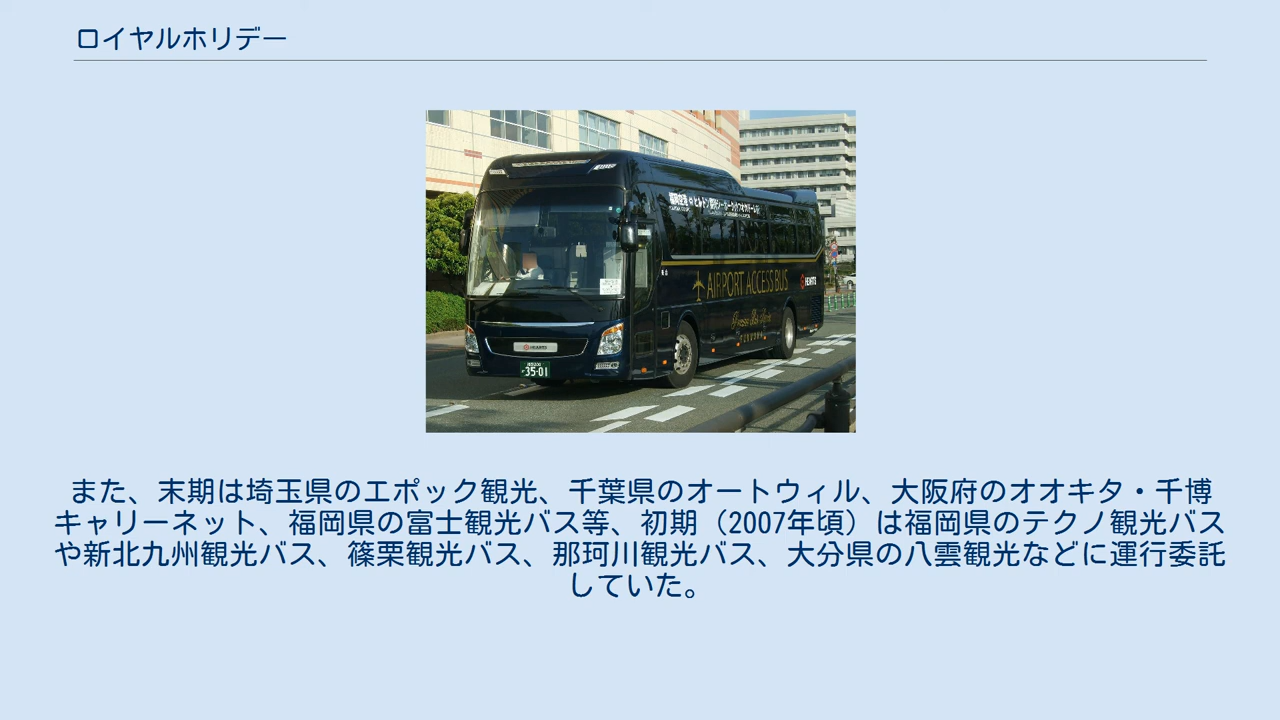 ロイヤルホリデー
AIRPORT ACCESS BUS
HEARTS
FUKUOKA
HEARTS
35-01
また、末期は埼玉県のエポック観光、千葉県のオートウィル、大阪府のオオキタ・千博
キャリーネット、福岡県の富士観光バス等、初期（2007年頃）は福岡県のテクノ観光バス
や新北九州観光バス、篠栗観光バス、那珂川観光バス、大分県の八雲観光などに運行委託
していた。